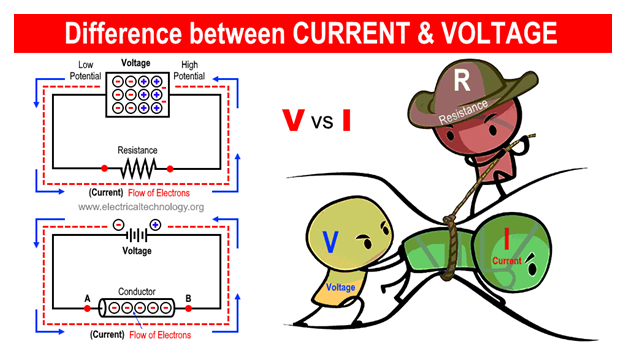 Difference between CURRENT & VOLTAGE
Low
Potential
Voltage
High
Potential
Resistance
(Current) Flow of Electrons
www.electricaltechnology.org
Voltage
A
Conductor
B
(Current) Flow of Electrons
V vs I
R
Resistance
V
Voltage
I
Current